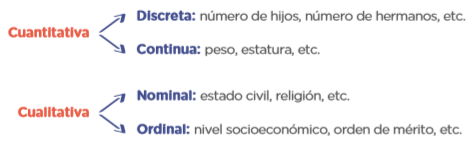 Cuantitativa
Discreta: número de hijos, número de hermanos, etc.
Continua: peso, estatura, etc.
Cualitativa
Nominal: estado civil, religión, etc.
Ordinal: nivel socioeconómico, orden de mérito, etc.